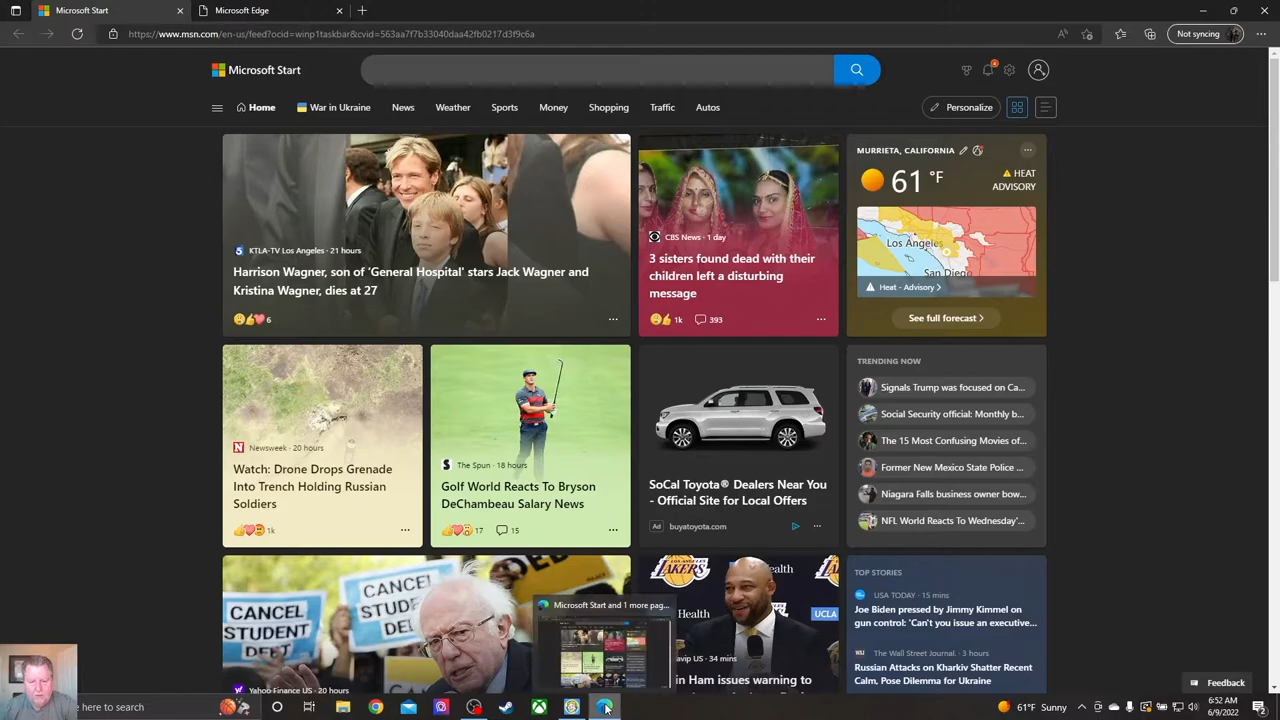 Microsoft Start
Microsoft Edge
https://www.msn.com/en-us/feed?ocid=winp1taskbar&cvid=563aa7f7b33040daa42fb0217d3f9c6a
Not syncing
Microsoft Start
4
Home
War in Ukraine
News
Weather
Sports
Money
Shopping
Traffic
Autos
Personalize
KTLA-TV Los Angeles · 21 hours
Harrison Wagner, son of 'General Hospital' stars Jack Wagner and
Kristina Wagner, dies at 27
6
CBS News · 1 day
3 sisters found dead with their
children left a disturbing
message
1k
393
MURRIETA, CALIFORNIA
61 °F
HEAT
ADVISORY
Los Angeles
San Diego
Heat - Advisory
See full forecast
Newsweek · 20 hours
Watch: Drone Drops Grenade
Into Trench Holding Russian
Soldiers
1k
The Spun · 18 hours
Golf World Reacts To Bryson
DeChambeau Salary News
17
15
SoCal Toyota® Dealers Near You
- Official Site for Local Offers
Ad
buyatoyota.com
TRENDING NOW
Signals Trump was focused on Ca...
Social Security official: Monthly b...
The 15 Most Confusing Movies of...
Former New Mexico State Police ...
Niagara Falls business owner bow...
NFL World Reacts To Wednesday'...
CANCEL
STUDENT
DEBT
CANCEL
Yahoo Finance US · 20 hours
Microsoft Start and 1 more pag...
LAKERS
Health
UCLA
US · 34 mins
Ham issues warning to
TOP STORIES
USA TODAY · 15 mins
Joe Biden pressed by Jimmy Kimmel on
gun control: 'Can't you issue an executive...
The Wall Street Journal. · 3 hours
Russian Attacks on Kharkiv Shatter Recent
Calm, Pose Dilemma for Ukraine
Feedback
here to search
61°F Sunny
6:52 AM
6/9/2022
2